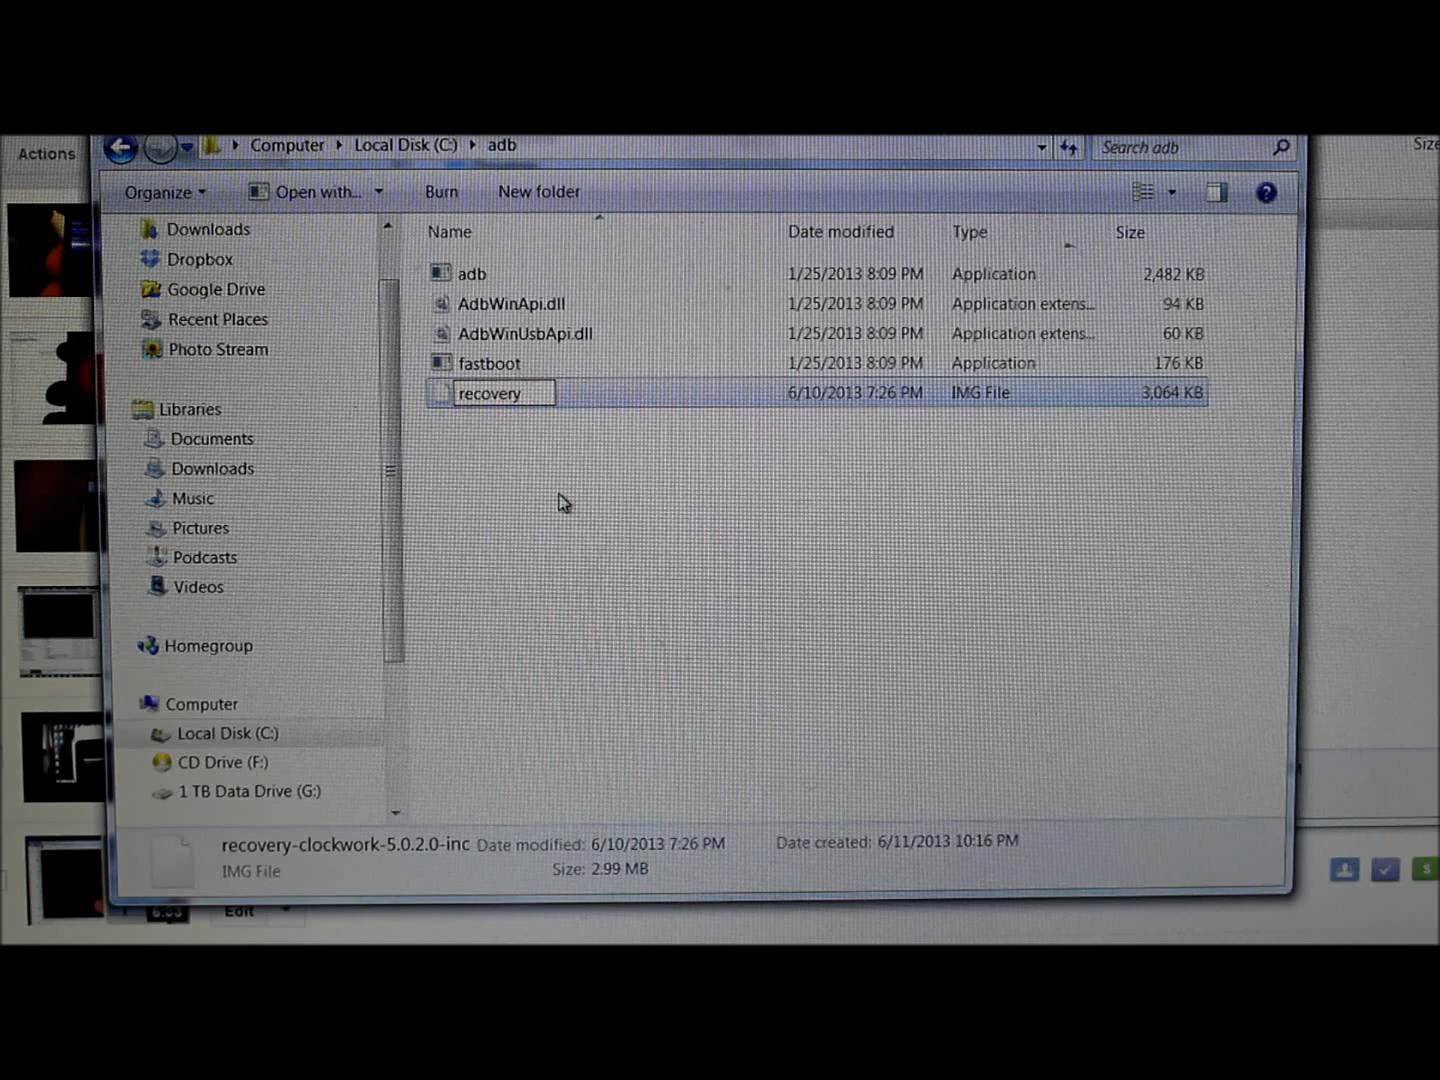 Actions
Computer Local Disk (C:) adb
Search adb
Size
Organize Open with... Burn New folder
Downloads
Dropbox
Google Drive
Recent Places
Photo Stream
Libraries
Documents
Downloads
Music
Pictures
Podcasts
Videos
Homegroup
Computer
Local Disk (C:)
CD Drive (F:)
1 TB Data Drive (G:)
Name Date modified Type Size
adb 1/25/2013 8:09 PM Application 2,482 KB
AdbWinApi.dll 1/25/2013 8:09 PM Application extens... 94 KB
AdbWinUsbApi.dll 1/25/2013 8:09 PM Application extens... 60 KB
fastboot 1/25/2013 8:09 PM Application 176 KB
recovery 6/10/2013 7:26 PM IMG File 3,064 KB
recovery-clockwork-5.0.2.0-inc Date modified: 6/10/2013 7:26 PM Date created: 6/11/2013 10:16 PM
IMG File Size: 2.99 MB
Edit
$